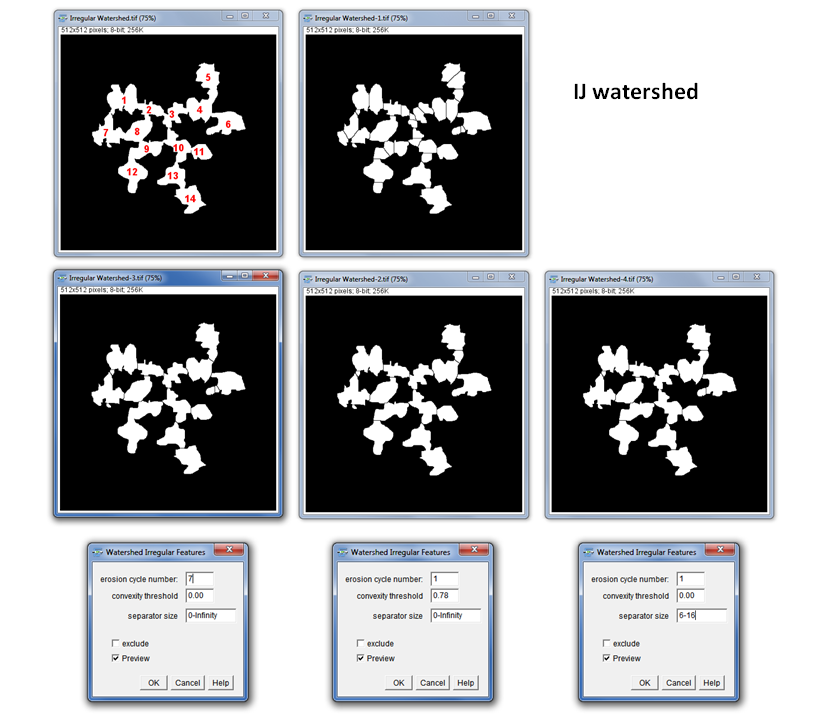 Irregular Watershed.tif (75%)
512x512 pixels; 8-bit; 256K
5
1
2
3
4
6
7
8
9
10
11
12
13
14
Irregular Watershed-1.tif (75%)
512x512 pixels; 8-bit; 256K
IJ watershed
Irregular Watershed-3.tif (75%)
512x512 pixels; 8-bit; 256K
Irregular Watershed-2.tif (75%)
512x512 pixels; 8-bit; 256K
Irregular Watershed-4.tif (75%)
512x512 pixels; 8-bit; 256K
Watershed Irregular Features
erosion cycle number: 7
convexity threshold 0.00
separator size 0-Infinity
exclude
Preview
OK Cancel Help
Watershed Irregular Features
erosion cycle number: 1
convexity threshold 0.78
separator size 0-Infinity
exclude
Preview
OK Cancel Help
Watershed Irregular Features
erosion cycle number: 1
convexity threshold 0.00
separator size 6-16
exclude
Preview
OK Cancel Help